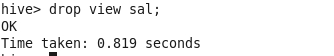 hive> drop view sal;
OK
Time taken: 0.819 seconds